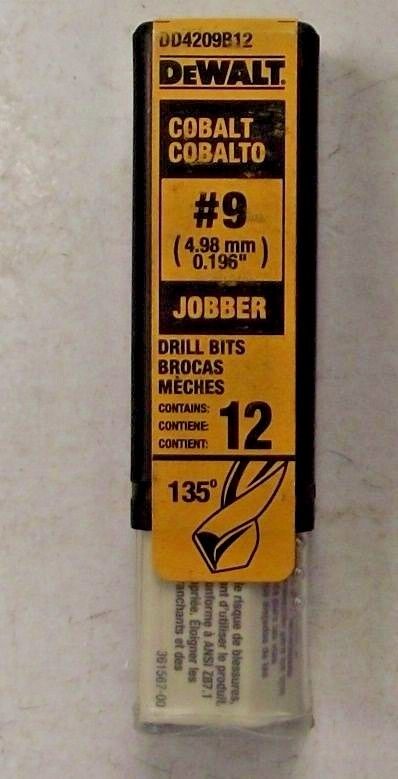 DD4209B12
DEWALT.
COBALT
COBALTO
#9
(4.98 mm
0.196")
JOBBER
DRILL BITS
BROCAS
MÈCHES
CONTAINS:
CONTIENE:
CONTIENT:
12
135°
le risque de blessures,
nt d'utiliser le produit.
onforme à ANSI Z87.1
opriée. Éloigner les
tranchants et des
361567-00